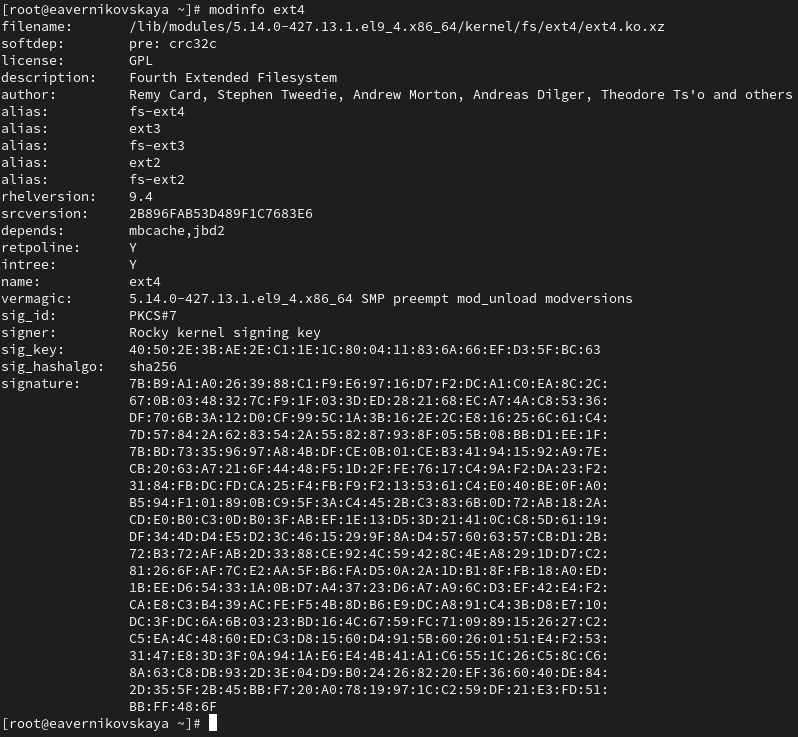 [root@eavernikovskaya ~]# modinfo ext4
filename:       /lib/modules/5.14.0-427.13.1.el9_4.x86_64/kernel/fs/ext4/ext4.ko.xz
softdep:        pre: crc32c
license:        GPL
description:    Fourth Extended Filesystem
author:         Remy Card, Stephen Tweedie, Andrew Morton, Andreas Dilger, Theodore Ts'o and others
alias:          fs-ext4
alias:          ext3
alias:          fs-ext3
alias:          ext2
alias:          fs-ext2
rhelversion:    9.4
srcversion:     2B896FAB53D489F1C7683E6
depends:        mbcache,jbd2
retpoline:      Y
intree:         Y
name:           ext4
vermagic:       5.14.0-427.13.1.el9_4.x86_64 SMP preempt mod_unload modversions
sig_id:         PKCS#7
signer:         Rocky kernel signing key
sig_key:        40:50:2E:3B:AE:2E:C1:1E:1C:80:04:11:83:6A:66:EF:D3:5F:BC:63
sig_hashalgo:   sha256
signature:      7B:B9:A1:A0:26:39:88:C1:F9:E6:97:16:D7:F2:DC:A1:C0:EA:8C:2C:
                67:0B:03:48:32:7C:F9:1F:03:3D:ED:28:21:68:EC:A7:4A:C8:53:36:
                DF:70:6B:3A:12:D0:CF:99:5C:1A:3B:16:2E:2C:E8:16:25:6C:61:C4:
                7D:57:84:2A:62:83:54:2A:55:82:87:93:8F:05:5B:08:BB:D1:EE:1F:
                7B:BD:73:35:96:97:A8:4B:DF:CE:0B:01:CE:B3:41:94:15:92:A9:7E:
                CB:20:63:A7:21:6F:44:48:F5:1D:2F:FE:76:17:C4:9A:F2:DA:23:F2:
                31:84:FB:DC:FD:CA:25:F4:FB:F9:F2:13:53:61:C4:E0:40:BE:0F:A0:
                B5:94:F1:01:89:0B:C9:5F:3A:C4:45:2B:C3:83:6B:0D:72:AB:18:2A:
                CD:E0:B0:C3:0D:B0:3F:AB:EF:1E:13:D5:3D:21:41:0C:C8:5D:61:19:
                DF:34:4D:D4:E5:D2:3C:46:15:29:9F:8A:D4:57:60:63:57:CB:D1:2B:
                72:B3:72:AF:AB:2D:33:88:CE:92:4C:59:42:8C:4E:A8:29:1D:D7:C2:
                81:26:6F:AF:7C:E2:AA:5F:B6:FA:D5:0A:2A:1D:B1:8F:FB:18:A0:ED:
                1B:EE:D6:54:33:1A:0B:D7:A4:37:23:D6:A7:A9:6C:D3:EF:42:E4:F2:
                CA:E8:C3:B4:39:AC:FE:F5:4B:8D:B6:E9:DC:A8:91:C4:3B:D8:E7:10:
                DC:3F:DC:6A:6B:03:23:BD:16:4C:67:59:FC:71:09:89:15:26:27:C2:
                C5:EA:4C:48:60:ED:C3:D8:15:60:D4:91:5B:60:26:01:51:E4:F2:53:
                31:47:E8:3D:3F:0A:94:1A:E6:E4:4B:41:A1:C6:55:1C:26:C5:8C:C6:
                8A:63:C8:DB:93:2D:3E:04:D9:B0:24:26:82:20:EF:36:60:40:DE:84:
                2D:35:5F:2B:45:BB:F7:20:A0:78:19:97:1C:C2:59:DF:21:E3:FD:51:
                BB:FF:48:6F
[root@eavernikovskaya ~]#